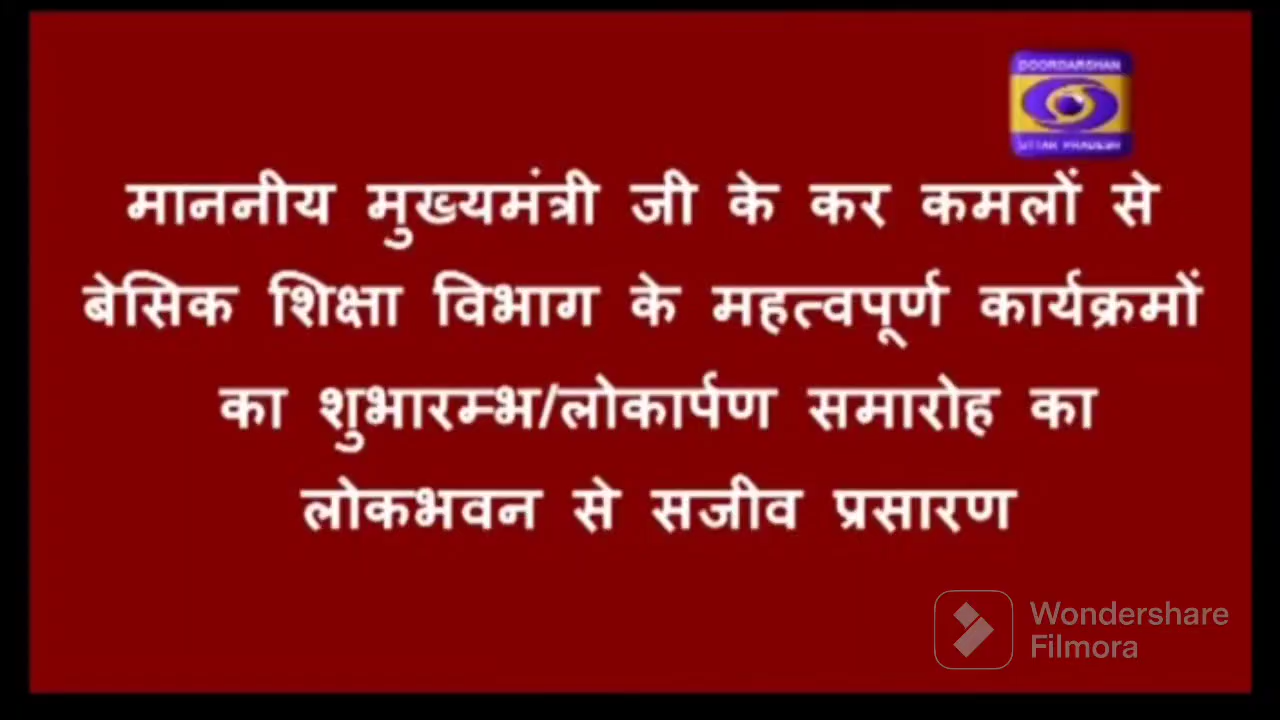 DOORDARSHAN
UTTAR PRADESH
माननीय मुख्यमंत्री जी के कर कमलों से
बेसिक शिक्षा विभाग के महत्वपूर्ण कार्यक्रमों
का शुभारम्भ/लोकार्पण समारोह का
लोकभवन से सजीव प्रसारण
Wondershare
Filmora